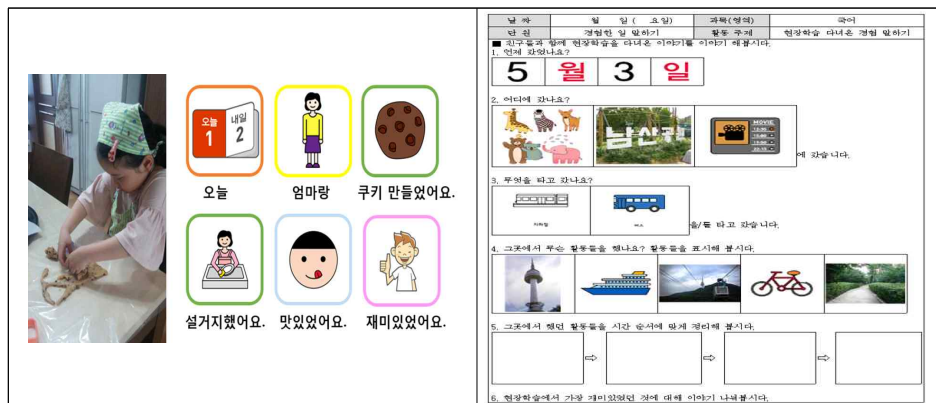 오늘
1
내일
2
오늘
엄마랑
쿠키 만들었어요.
설거지했어요.
맛있었어요.
재미있었어요.
날 짜
월 일 ( 요일)
과목(영역)
국어
단 원
경험한 일 말하기
활동 주제
현장학습 다녀온 경험 말하기
■ 친구들과 함께 현장학습을 다녀온 이야기를 이야기 해봅시다.
1. 언제 갔었나요?
5 월 3 일
2. 어디에 갔나요?
MOVIE
에 갔습니다.
3. 무엇을 타고 갔나요?
지하철
버스
을/를 타고 갔습니다.
4. 그곳에서 무슨 활동들을 했나요? 활동들을 표시해 봅시다.
5. 그곳에서 했던 활동들을 시간 순서에 맞게 정리해 봅시다.
6. 현장학습에서 가장 재미있었던 것에 대해 이야기 나눠봅시다.